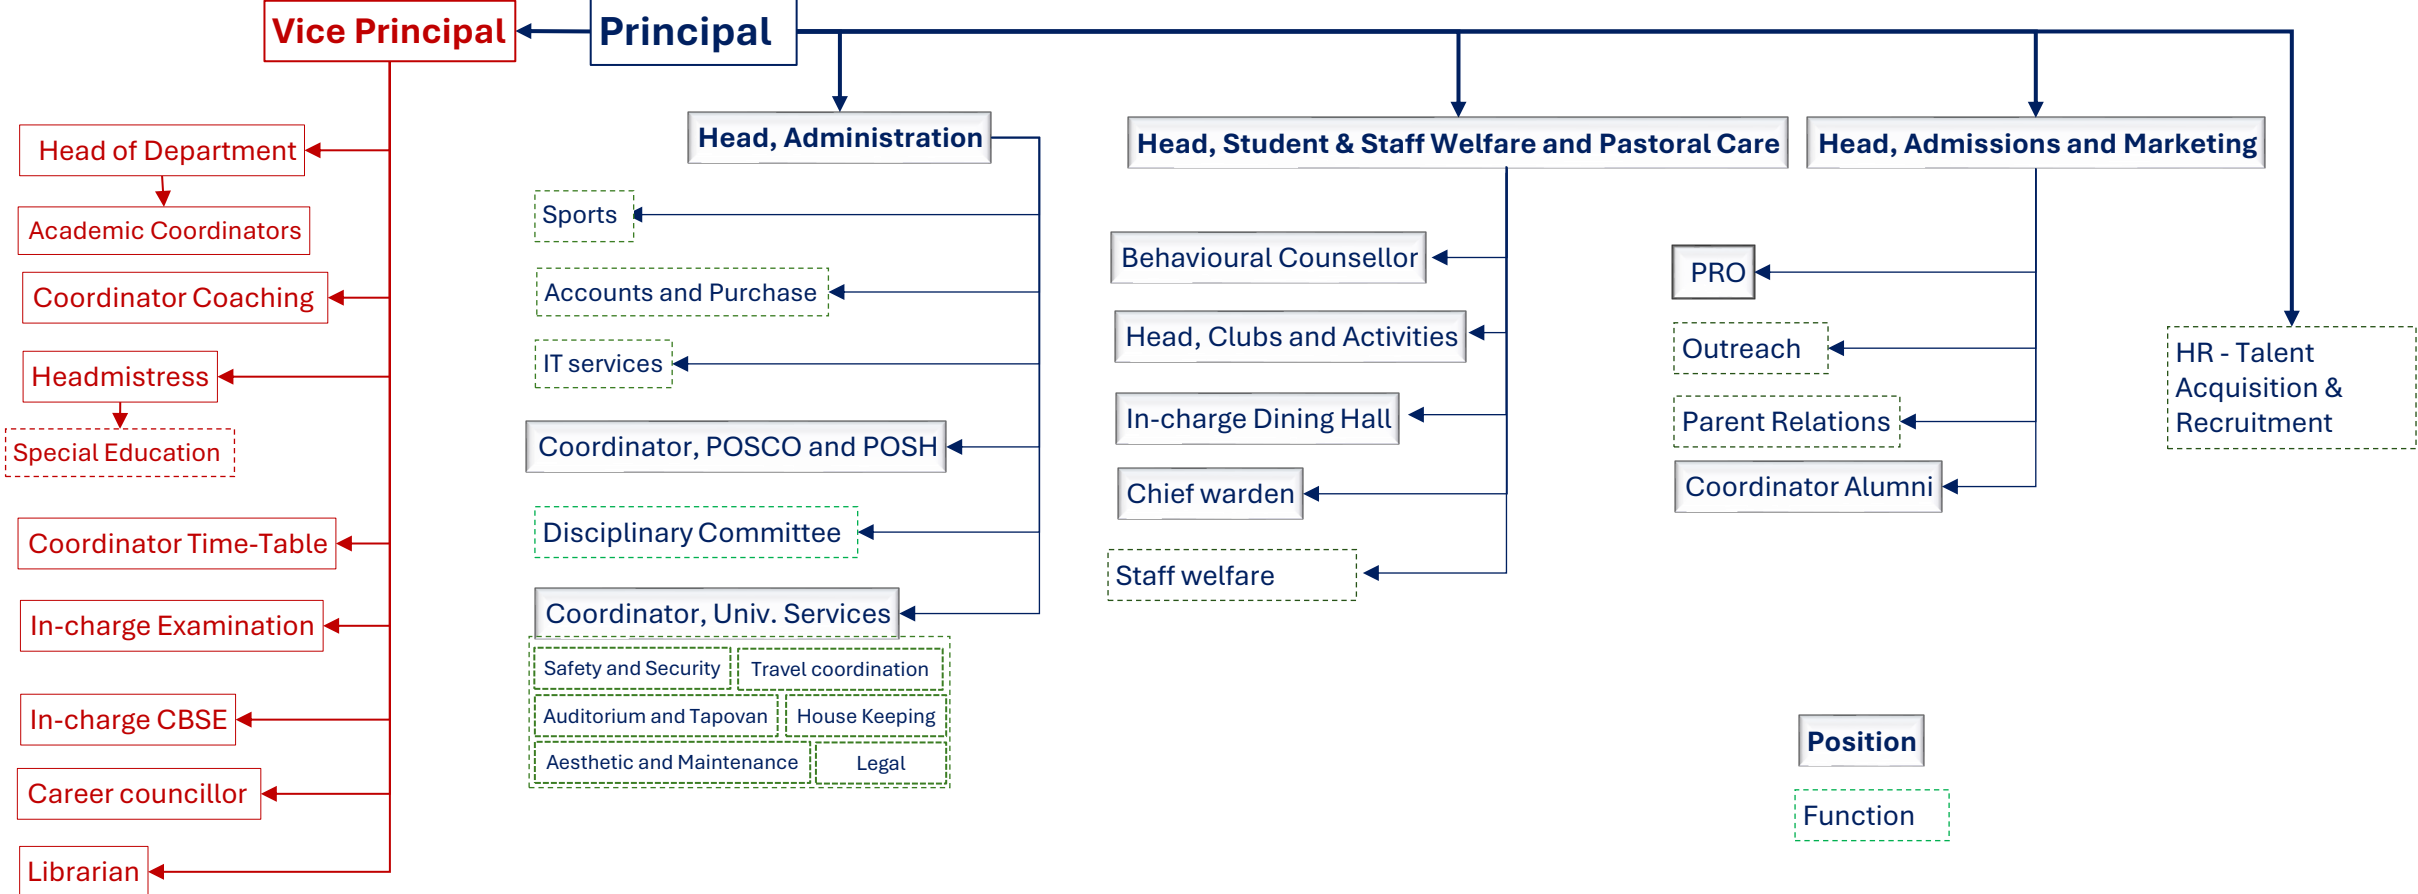 Vice Principal
Principal
Head of Department
Academic Coordinators
Coordinator Coaching
Headmistress
Special Education
Coordinator Time-Table
In-charge Examination
In-charge CBSE
Career councillor
Librarian
Head, Administration
Sports
Accounts and Purchase
IT services
Coordinator, POSCO and POSH
Disciplinary Committee
Coordinator, Univ. Services
Safety and Security
Travel coordination
Auditorium and Tapovan
House Keeping
Aesthetic and Maintenance
Legal
Head, Student & Staff Welfare and Pastoral Care
Behavioural Counsellor
Head, Clubs and Activities
In-charge Dining Hall
Chief warden
Staff welfare
Head, Admissions and Marketing
PRO
Outreach
Parent Relations
Coordinator Alumni
HR - Talent
Acquisition &
Recruitment
Position
Function